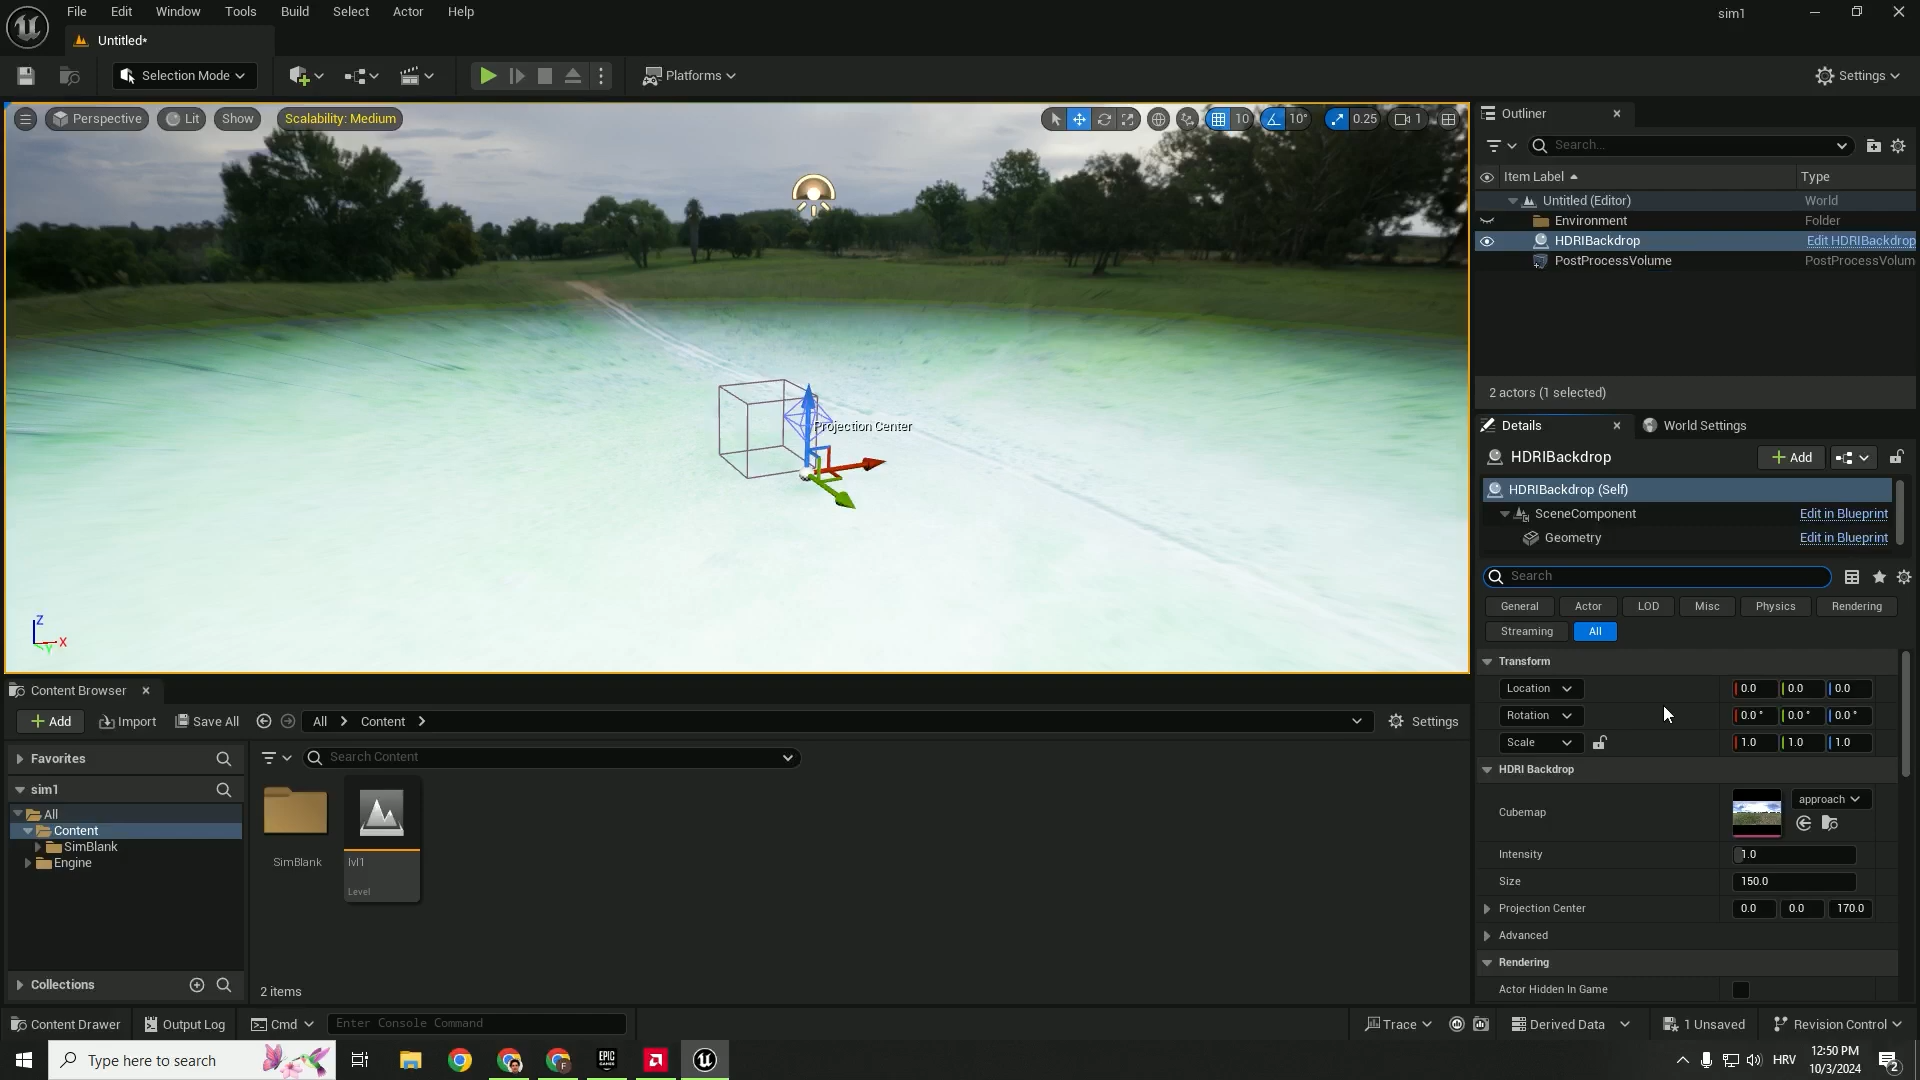 File Edit Window Tools Build Select Actor Help
sim1
Untitled*
Selection Mode
Platforms
Settings
Perspective Lit Show Scalability: Medium
10 10° 0.25 1
Projection Center
Z
X
Y
Outliner
Search...
Item Label Type
Untitled (Editor) World
Environment Folder
HDRIBackdrop Edit HDRIBackdrop
PostProcessVolume PostProcessVolum
2 actors (1 selected)
Details World Settings
HDRIBackdrop Add
HDRIBackdrop (Self)
SceneComponent Edit in Blueprint
Geometry Edit in Blueprint
Search
General Actor LOD Misc Physics Rendering
Streaming All
Transform
Location 0.0 0.0 0.0
Rotation 0.0° 0.0° 0.0°
Scale 1.0 1.0 1.0
HDRI Backdrop
Cubemap approach
Intensity 1.0
Size 150.0
Projection Center 0.0 0.0 170.0
Advanced
Rendering
Actor Hidden In Game
Content Browser
Add Import Save All All Content Settings
Favorites
Search Content
sim1
All
Content
SimBlank
Engine
Collections
SimBlank
lvl1
Level
2 items
Content Drawer Output Log Cmd Enter Console Command Trace Derived Data 1 Unsaved Revision Control
Type here to search
HRV
12:50 PM
10/3/2024
2
EPIC
GAMES
F